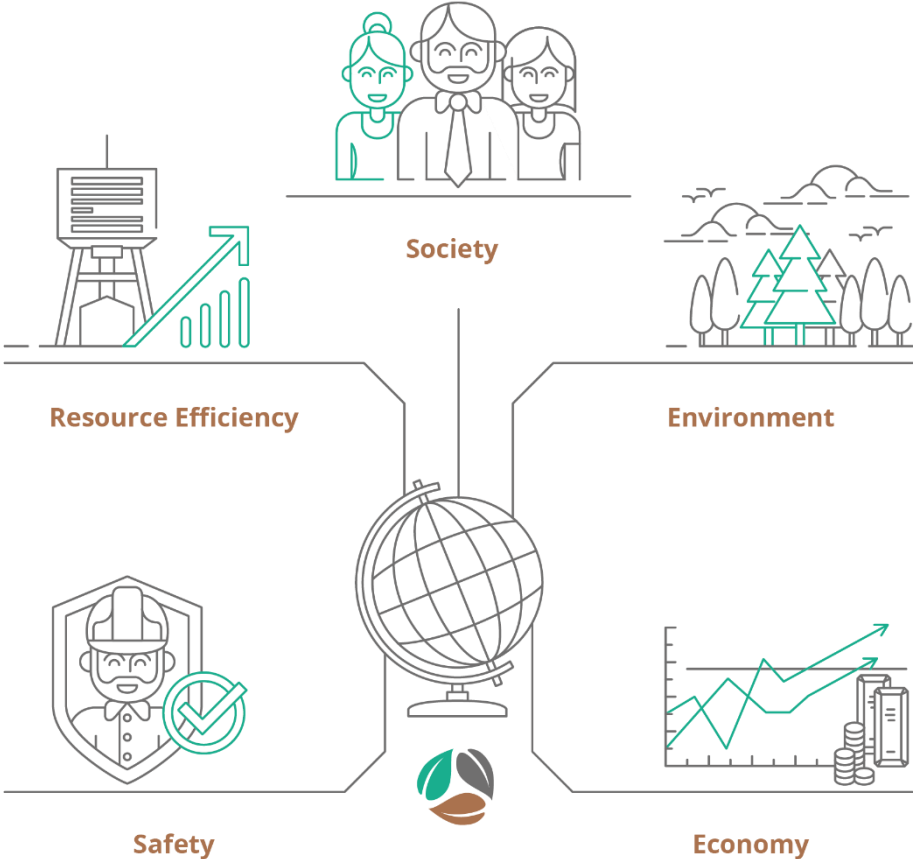 Society
Resource Efficiency
Environment
Safety
Economy